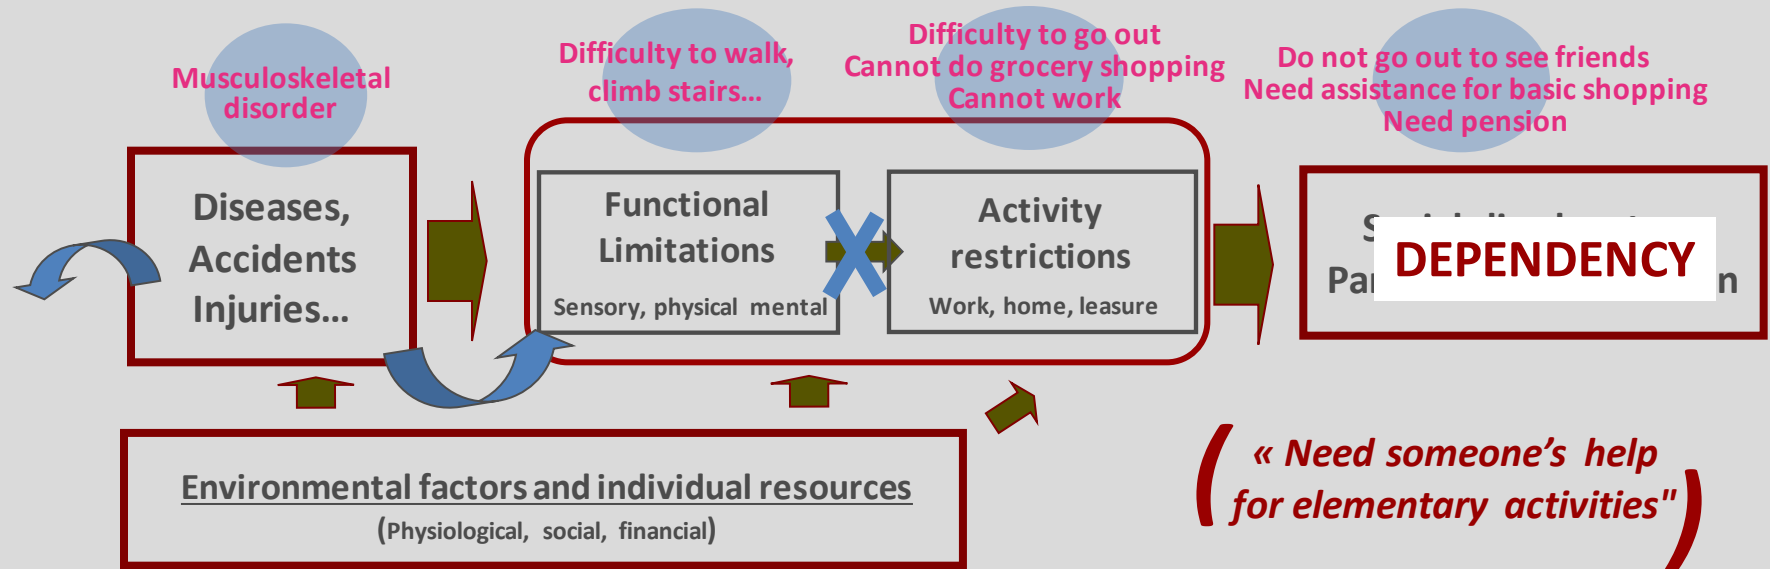 Musculoskeletal
disorder
Difficulty to walk,
climb stairs…
Difficulty to go out
Cannot do grocery shopping
Cannot work
Do not go out to see friends
Need assistance for basic shopping
Need pension
Diseases,
Accidents
Injuries…
Functional
Limitations
Sensory, physical mental
Activity
restrictions
Work, home, leasure
DEPENDENCY
Environmental factors and individual resources
(Physiological, social, financial)
( « Need someone’s help
for elementary activities" )